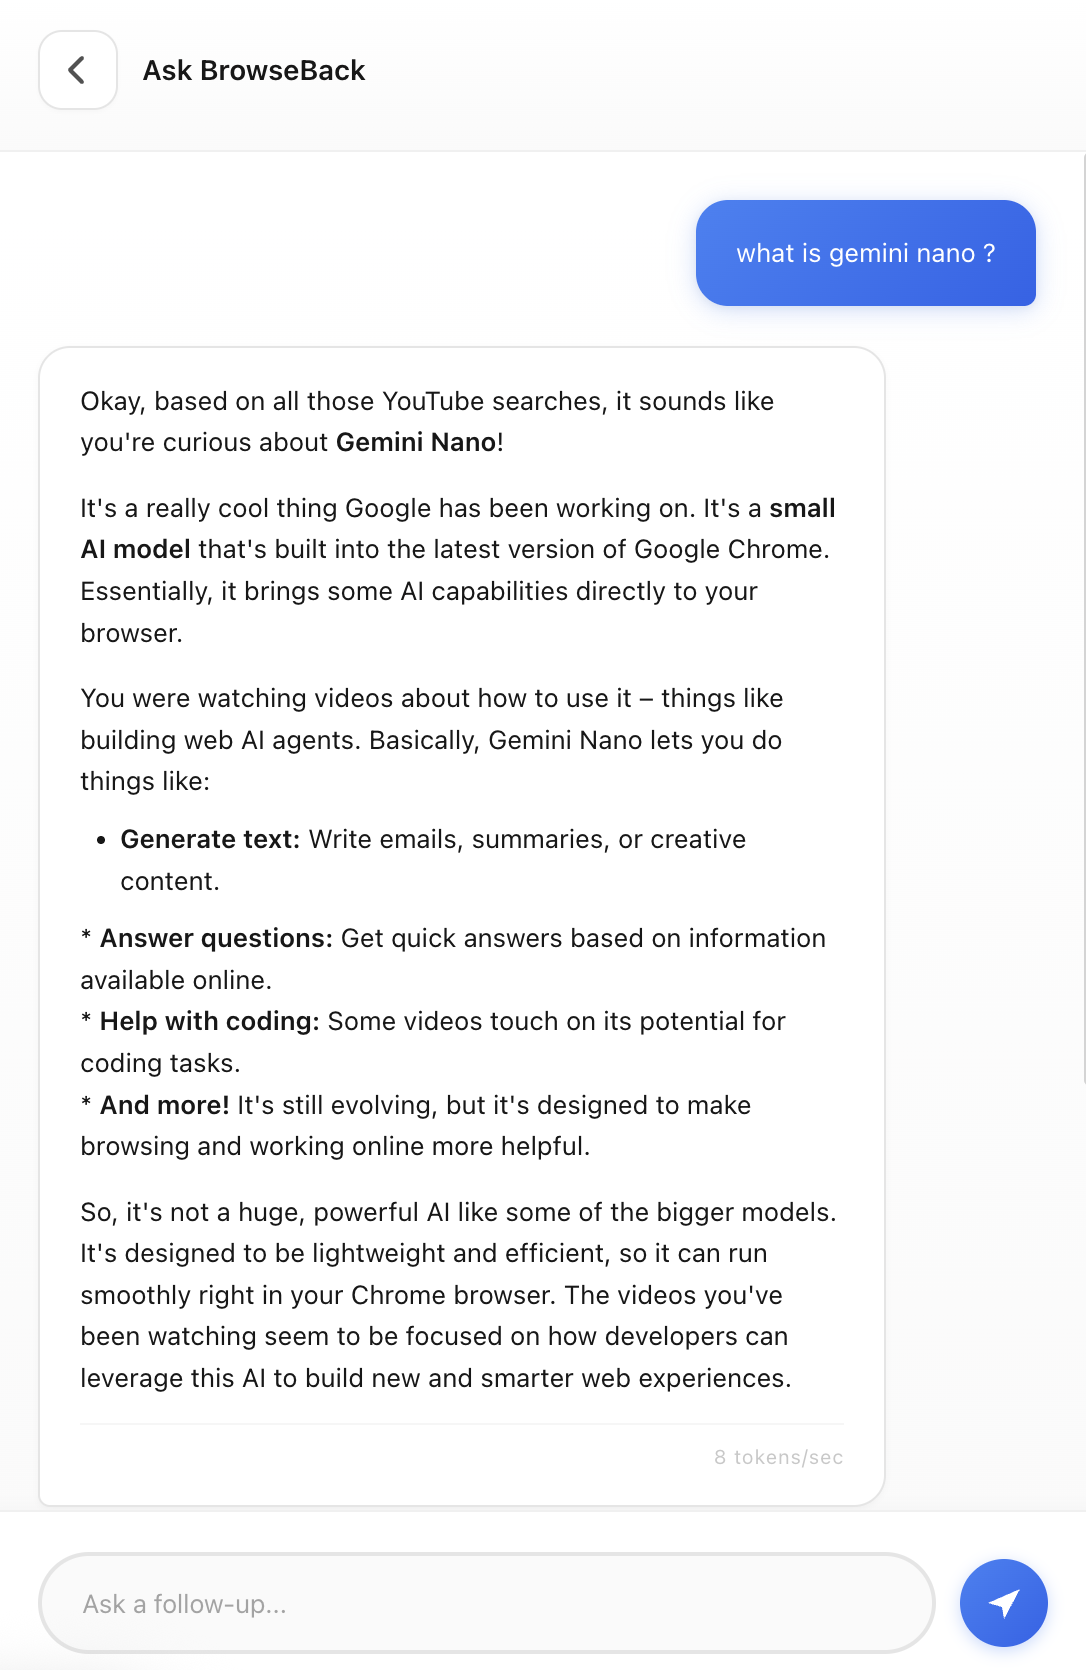 Ask BrowseBack
what is gemini nano ?
Okay, based on all those YouTube searches, it sounds like
you're curious about Gemini Nano!
It's a really cool thing Google has been working on. It's a small
AI model that's built into the latest version of Google Chrome.
Essentially, it brings some AI capabilities directly to your
browser.
You were watching videos about how to use it – things like
building web AI agents. Basically, Gemini Nano lets you do
things like:
• Generate text: Write emails, summaries, or creative
content.
* Answer questions: Get quick answers based on information
available online.
* Help with coding: Some videos touch on its potential for
coding tasks.
* And more! It's still evolving, but it's designed to make
browsing and working online more helpful.
So, it's not a huge, powerful AI like some of the bigger models.
It's designed to be lightweight and efficient, so it can run
smoothly right in your Chrome browser. The videos you've
been watching seem to be focused on how developers can
leverage this AI to build new and smarter web experiences.
8 tokens/sec
Ask a follow-up...